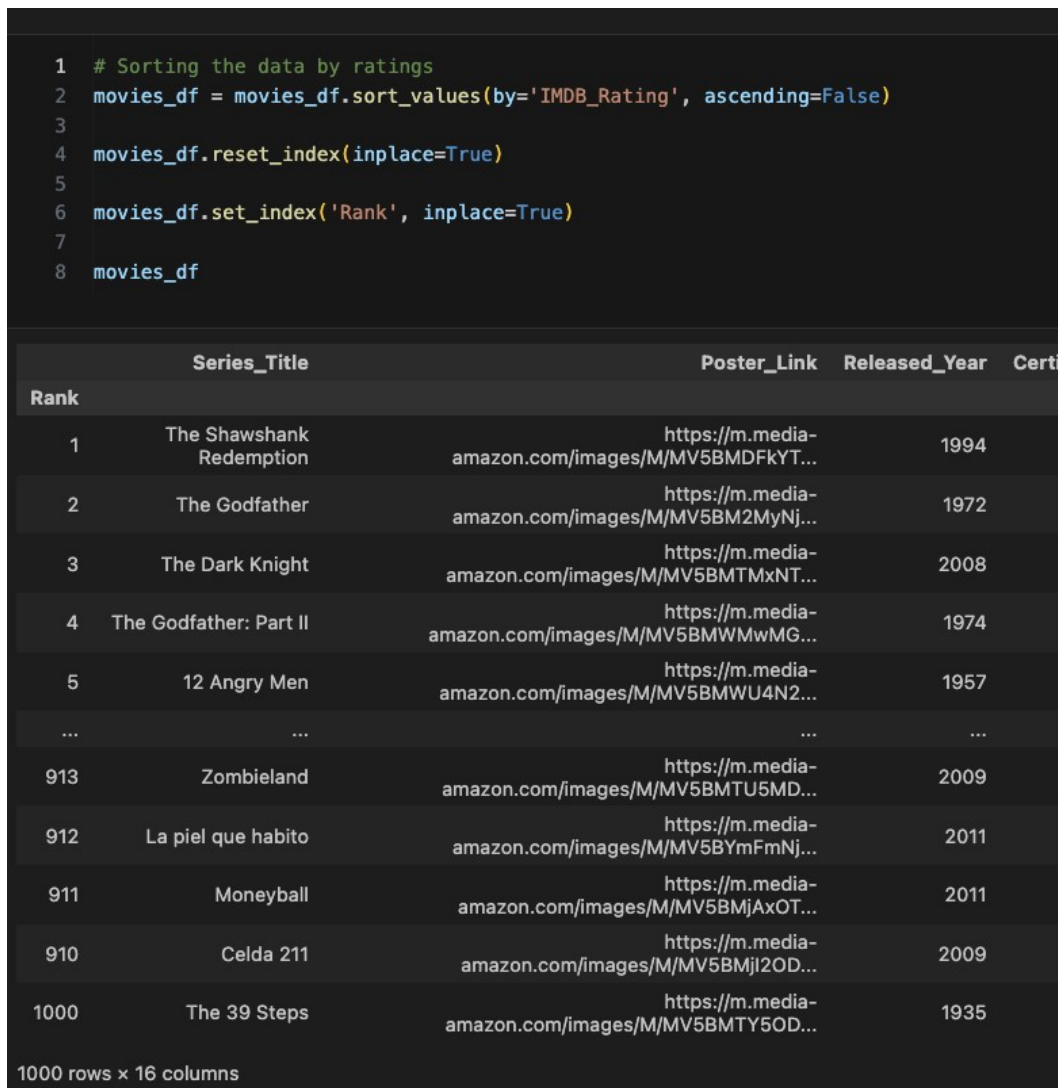 1 # Sorting the data by ratings
2 movies_df = movies_df.sort_values(by='IMDB_Rating', ascending=False)
3
4 movies_df.reset_index(inplace=True)
5
6 movies_df.set_index('Rank', inplace=True)
7
8 movies_df
Series_Title Poster_Link Released_Year Certi
Rank
1 The Shawshank Redemption https://m.media-amazon.com/images/M/MV5BMDFkYT... 1994
2 The Godfather https://m.media-amazon.com/images/M/MV5BM2MyNj... 1972
3 The Dark Knight https://m.media-amazon.com/images/M/MV5BMTMxNT... 2008
4 The Godfather: Part II https://m.media-amazon.com/images/M/MV5BMWMwMG... 1974
5 12 Angry Men https://m.media-amazon.com/images/M/MV5BMWU4N2... 1957
... ... ... ...
913 Zombieland https://m.media-amazon.com/images/M/MV5BMTU5MD... 2009
912 La piel que habito https://m.media-amazon.com/images/M/MV5BYmFmNj... 2011
911 Moneyball https://m.media-amazon.com/images/M/MV5BMjAxOT... 2011
910 Celda 211 https://m.media-amazon.com/images/M/MV5BMjI2OD... 2009
1000 The 39 Steps https://m.media-amazon.com/images/M/MV5BMTY5OD... 1935
1000 rows × 16 columns